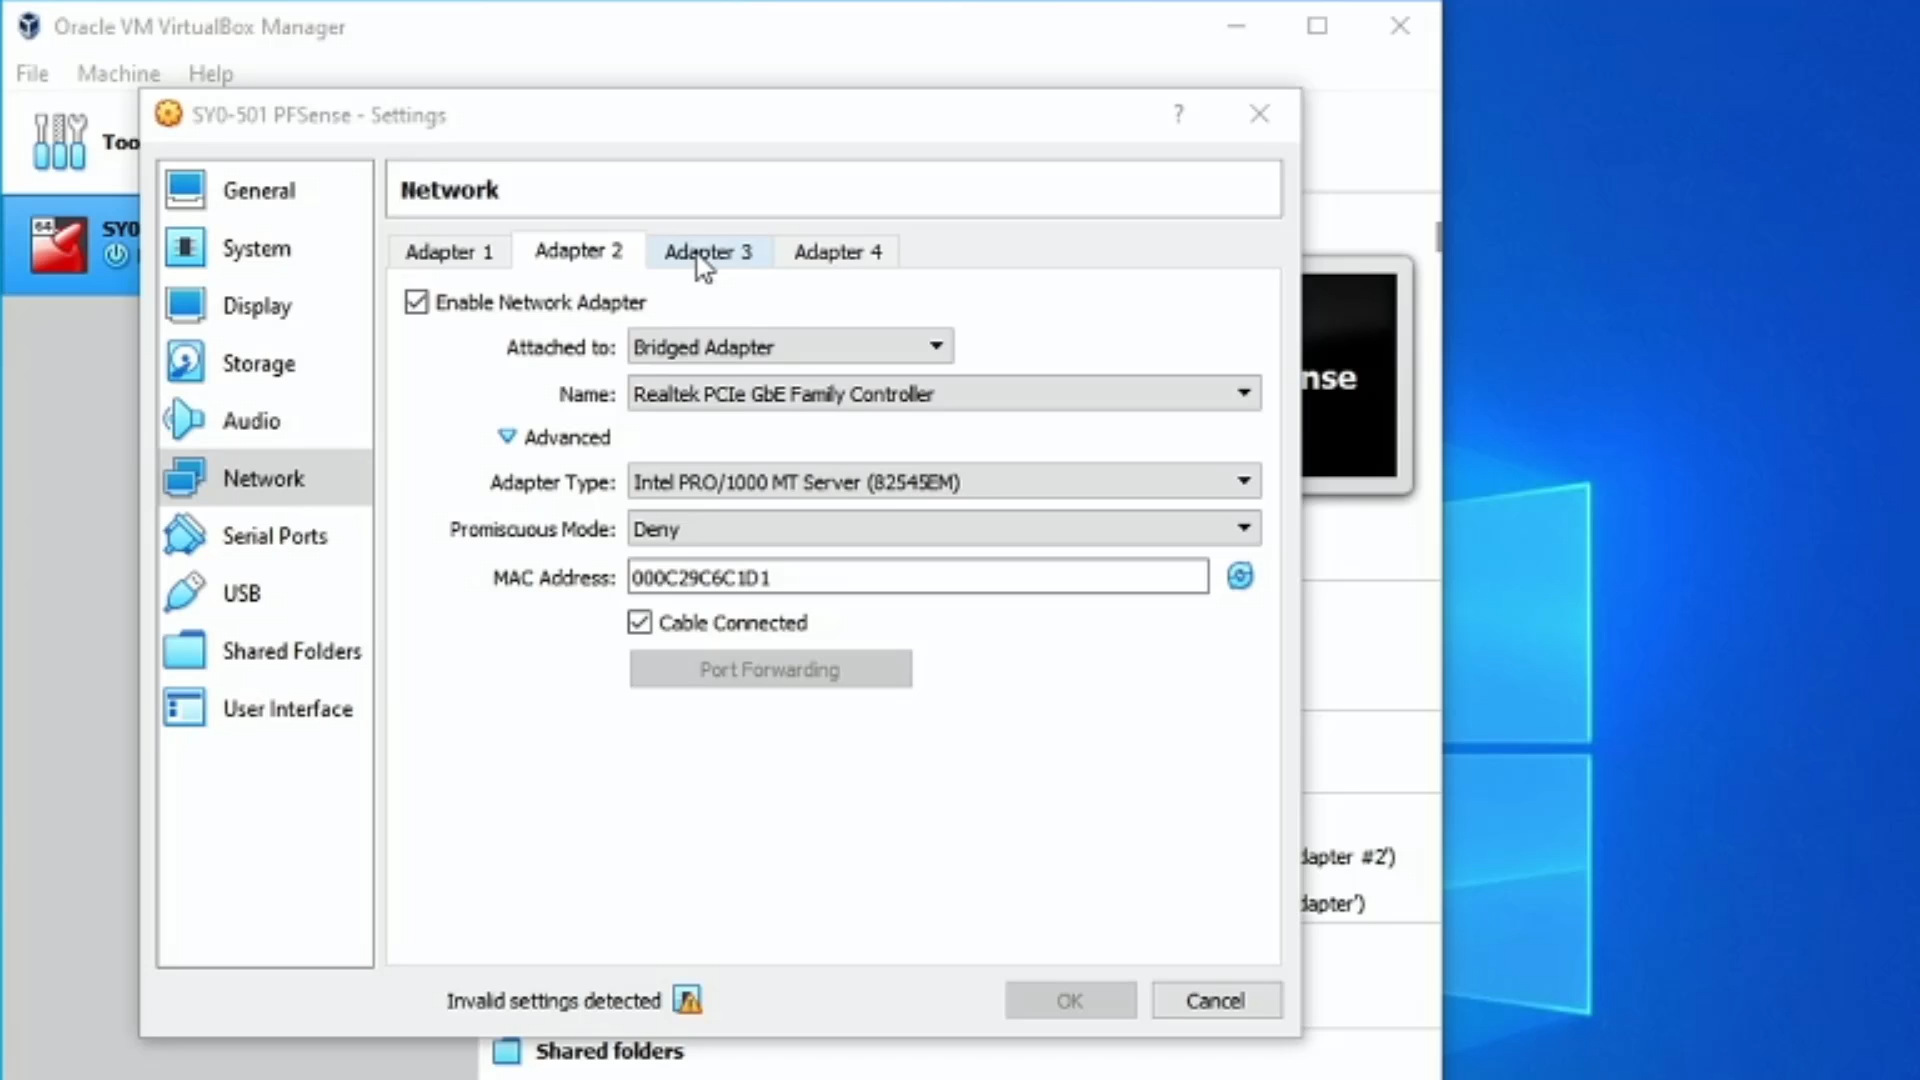 Oracle VM VirtualBox Manager
File Machine Help
SY0-501 PFSense - Settings
?
Too
64
SY0
General
System
Display
Storage
Audio
Network
Serial Ports
USB
Shared Folders
User Interface
Network
Adapter 1 Adapter 2 Adapter 3 Adapter 4
Enable Network Adapter
Attached to: Bridged Adapter
Name: Realtek PCIe GbE Family Controller
Advanced
Adapter Type: Intel PRO/1000 MT Server (82545EM)
Promiscuous Mode: Deny
MAC Address: 000C29C6C1D1
Cable Connected
Port Forwarding
nse
dapter #2')
dapter')
Invalid settings detected
OK Cancel
Shared folders